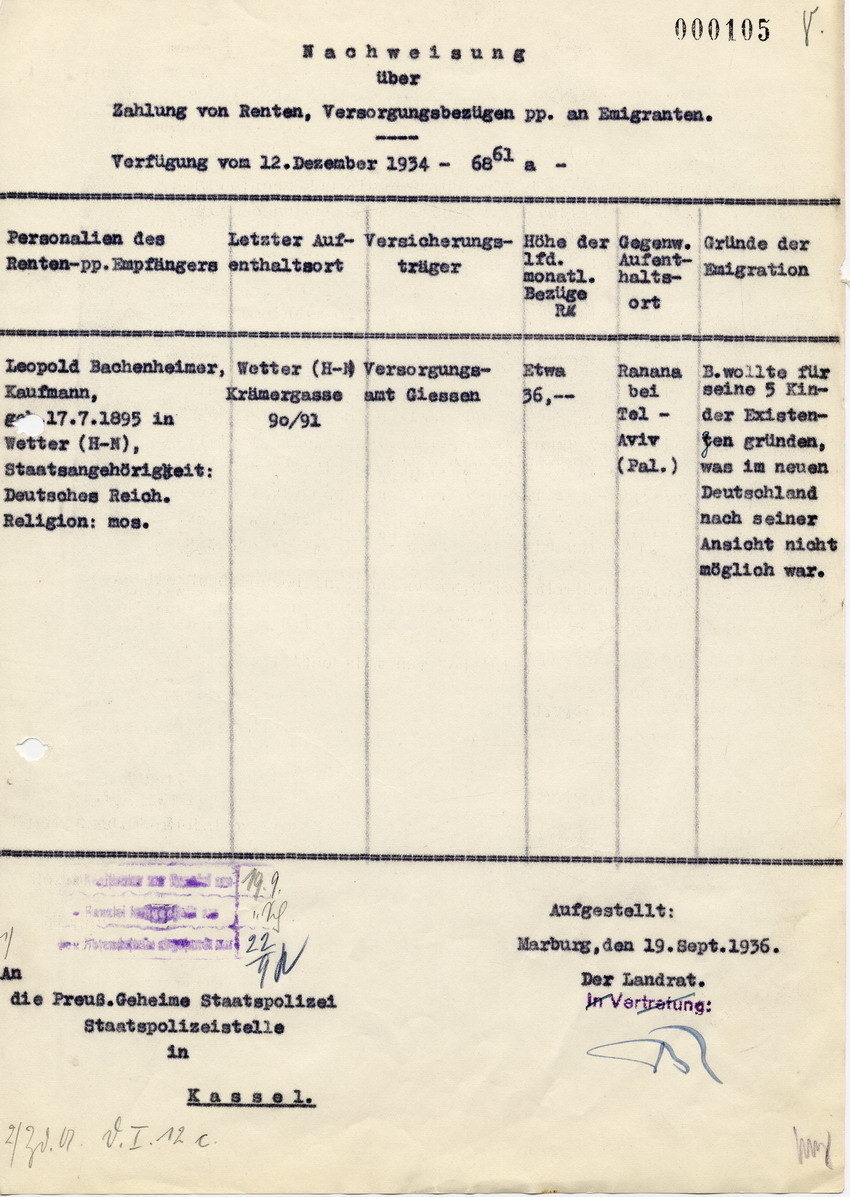 000105
Nachweisung
über
Zahlung von Renten, Versorgungsbezügen pp. an Emigranten.
Verfügung vom 12.Dezember 1934 - 68⁶¹ a -
Personalien des Renten-pp.Empfängers
Letzter Auf-
enthaltsort
Versicherungs-
träger
Höhe der
lfd.
monatl.
Bezüge
RM
Gegenw.
Aufent-
halts-
ort
Gründe der
Emigration
Leopold Bachenheimer,
Kaufmann,
17.7.1895 in
Wetter (H-N),
Staatsangehörigkeit:
Deutsches Reich.
Religion: mos.
Wetter (H-N)
Krämergasse
90/91
Versorgungs-
amt Giessen
Etwa
36,--
Ranana
bei
Tel -
Aviv
(Pal.)
B.wollte für
seine 5 Kin-
der Existen-
zen gründen,
was im neuen
Deutschland
nach seiner
Ansicht nicht
möglich war.
19.9.
22
Aufgestellt:
Marburg,den 19.Sept.1936.
Der Landrat.
In Vertretung:
1/
An
die Preuß.Geheime Staatspolizei
Staatspolizeistelle
in
Kassel.
2/ V.I.12 c.